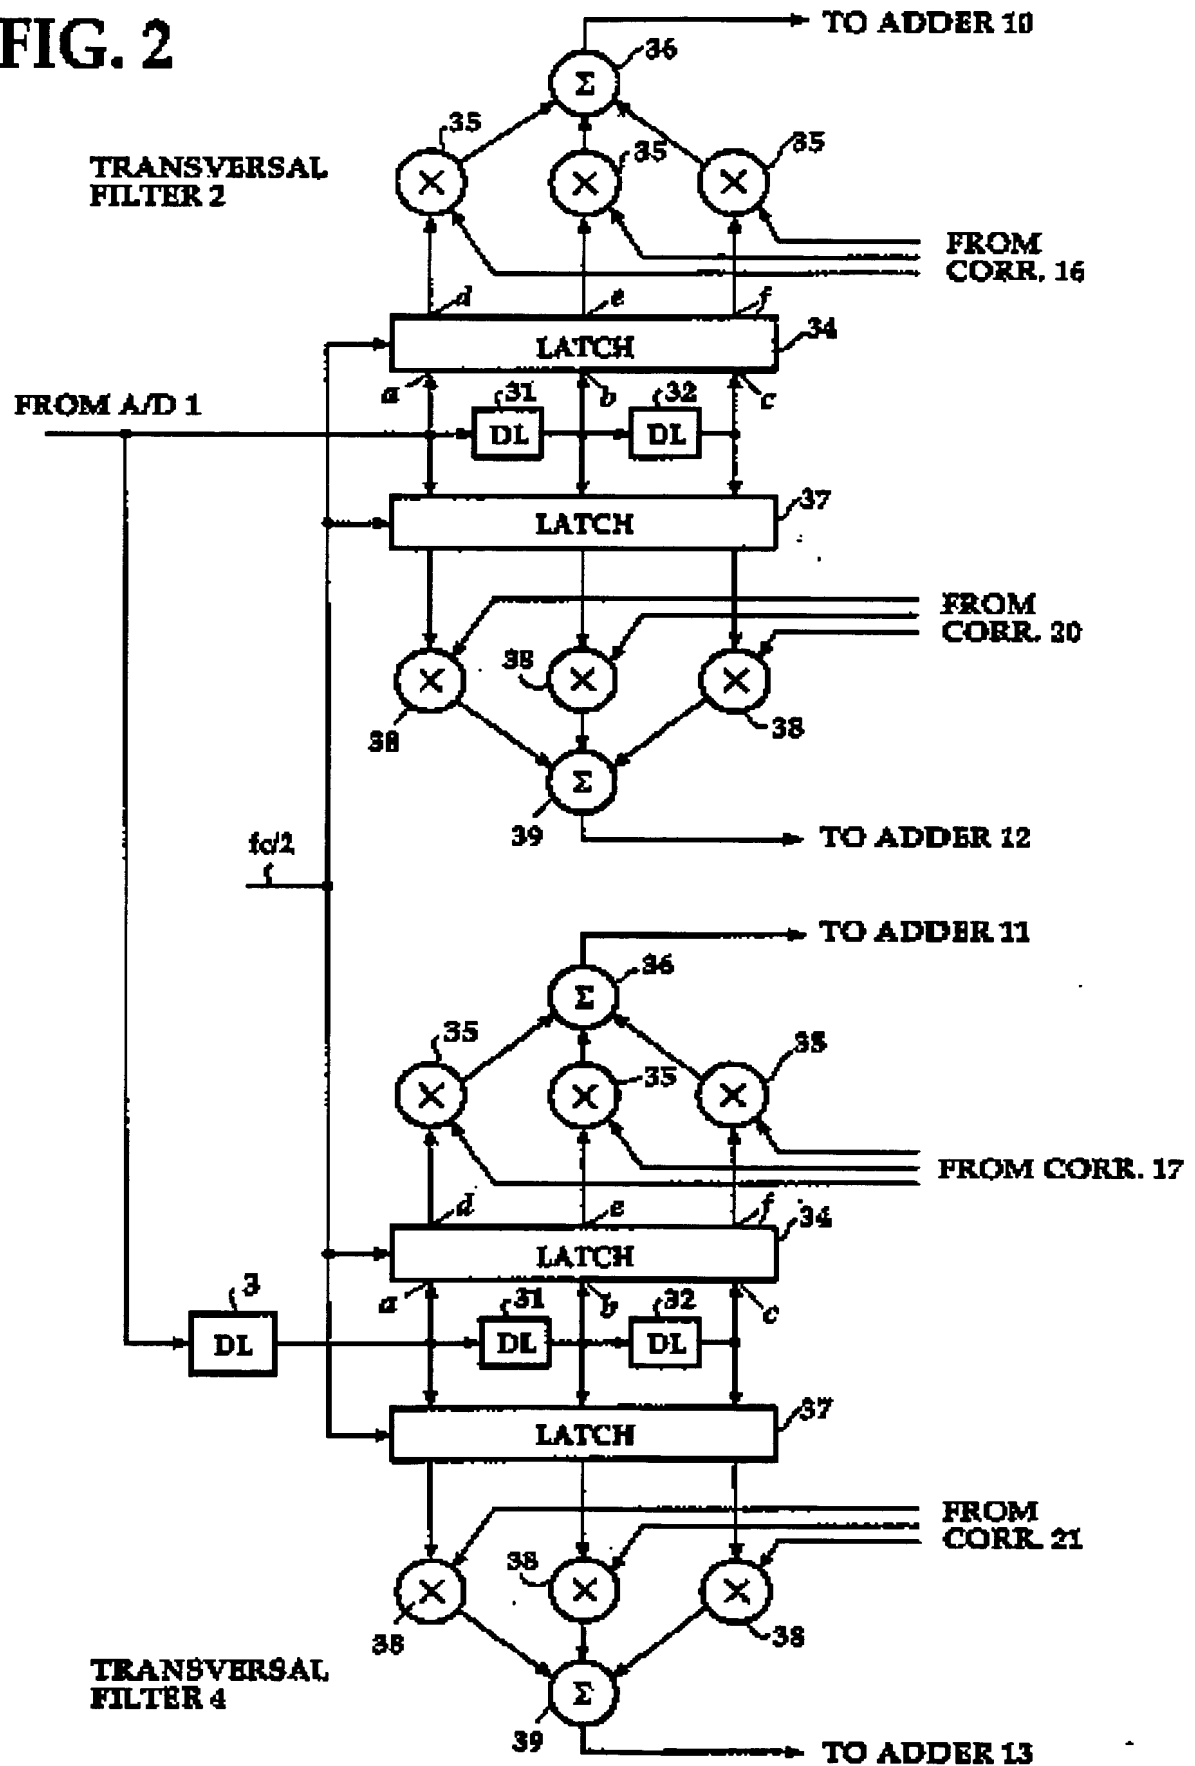 FIG. 2
TO ADDER 10
36
Σ
35
35
35
TRANSVERSAL
FILTER 2
×
×
×
FROM
CORR. 16
d
e
f
34
LATCH
a
31
b
32
c
FROM A/D 1
DL
DL
37
LATCH
FROM
CORR. 20
38
×
×
×
38
38
Σ
39
TO ADDER 12
fc/2
TO ADDER 11
36
Σ
35
35
35
×
×
×
FROM CORR. 17
d
e
f
34
LATCH
3
a
31
b
32
c
DL
DL
DL
37
LATCH
FROM
CORR. 21
38
×
×
×
38
38
TRANSVERSAL
FILTER 4
Σ
39
TO ADDER 13